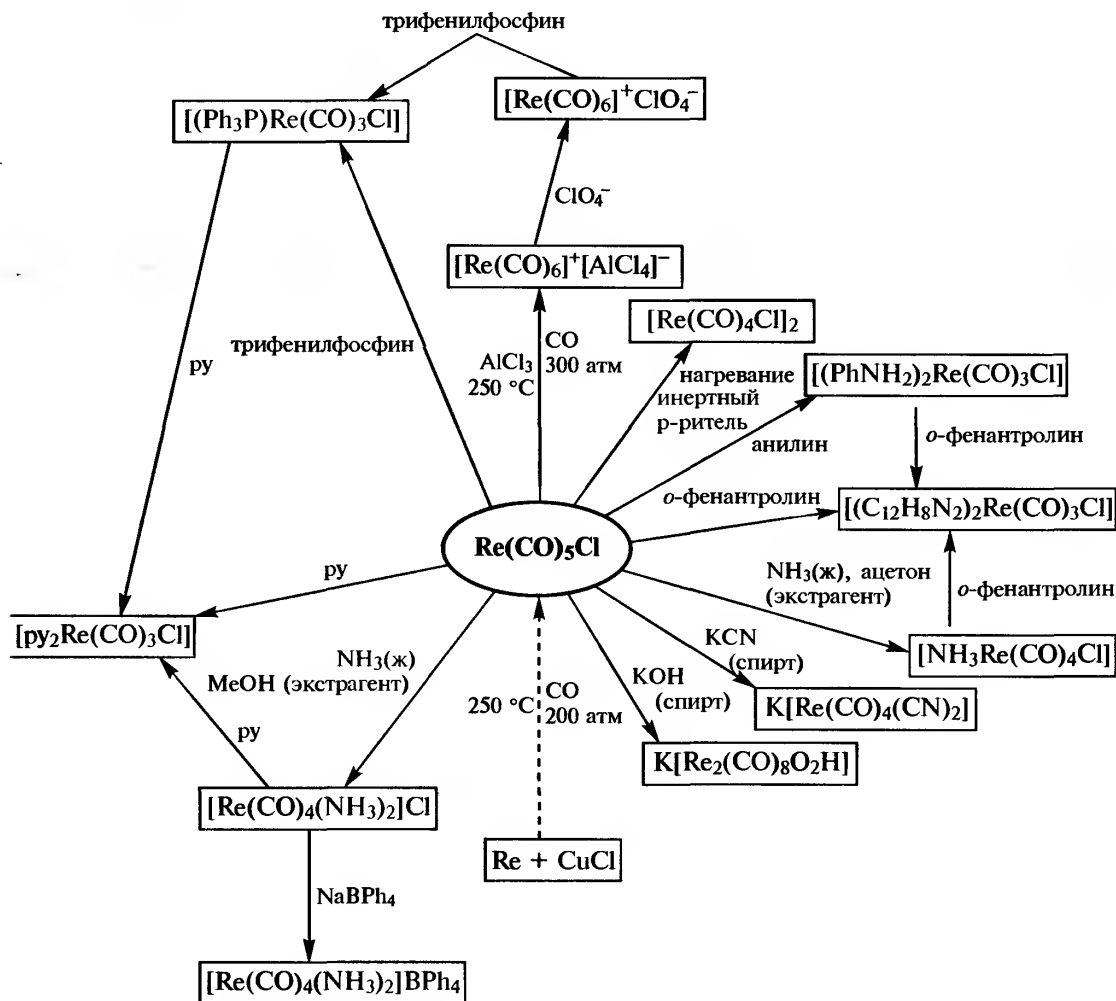 трифенилфосфин
[Re(CO)₆]⁺ClO₄⁻
[(Ph₃P)Re(CO)₃Cl]
ClO₄⁻
[Re(CO)₆]⁺[AlCl₄]⁻
[Re(CO)₄Cl]₂
трифенилфосфин
py
AlCl₃
250 °C
CO
300 атм
нагревание
инертный
р-ритель
[(PhNH₂)₂Re(CO)₃Cl]
анилин
о-фенантролин
о-фенантролин
[(C₁₂H₈N₂)₂Re(CO)₃Cl]
Re(CO)₅Cl
py
NH₃(ж), ацетон
(экстрагент)
о-фенантролин
[py₂Re(CO)₃Cl]
[NH₃Re(CO)₄Cl]
NH₃(ж)
MeOH (экстрагент)
KCN
(спирт)
KOH
(спирт)
250 °C
CO
200 атм
K[Re(CO)₄(CN)₂]
py
K[Re₂(CO)₈O₂H]
[Re(CO)₄(NH₃)₂]Cl
Re + CuCl
NaBPh₄
[Re(CO)₄(NH₃)₂]BPh₄